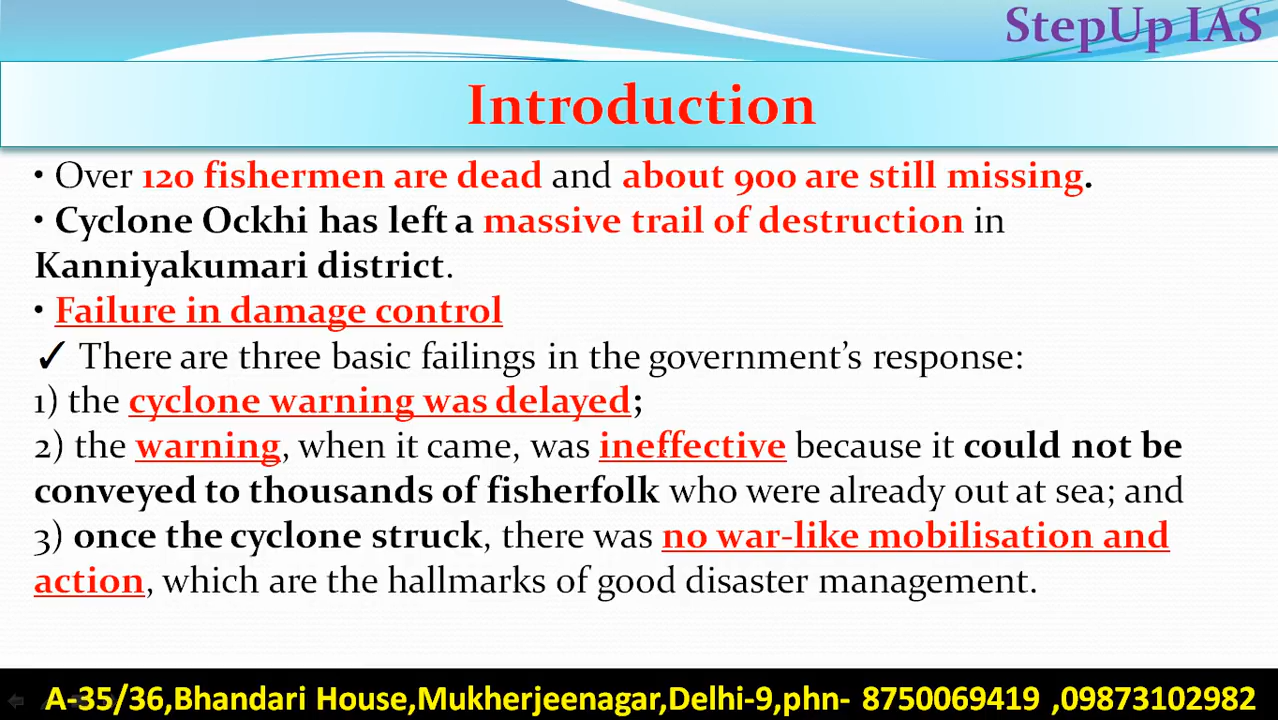 StepUp IAS
Introduction
• Over 120 fishermen are dead and about 900 are still missing.
• Cyclone Ockhi has left a massive trail of destruction in
Kanniyakumari district.
• Failure in damage control
✓ There are three basic failings in the government’s response:
1) the cyclone warning was delayed;
2) the warning, when it came, was ineffective because it could not be
conveyed to thousands of fisherfolk who were already out at sea; and
3) once the cyclone struck, there was no war-like mobilisation and
action, which are the hallmarks of good disaster management.
A-35/36,Bhandari House,Mukherjeenagar,Delhi-9,phn- 8750069419 ,09873102982